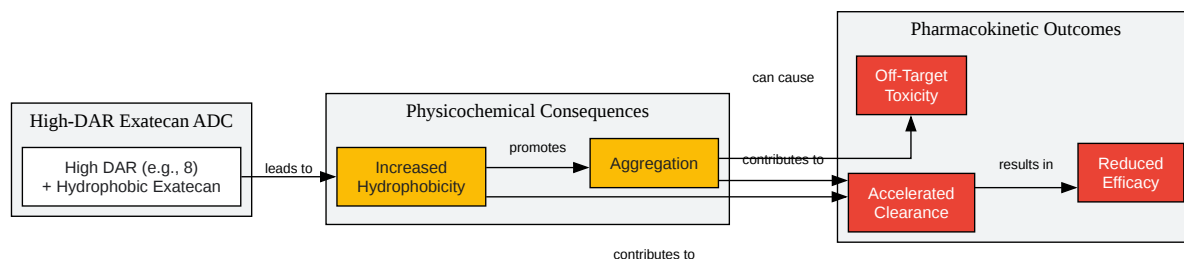 High-DAR Exatecan ADC
High DAR (e.g., 8)
+ Hydrophobic Exatecan
leads to
Physicochemical Consequences
Increased
Hydrophobicity
promotes
Aggregation
can cause
contributes to
contributes to
Pharmacokinetic Outcomes
Off-Target
Toxicity
Accelerated
Clearance
results in
Reduced
Efficacy